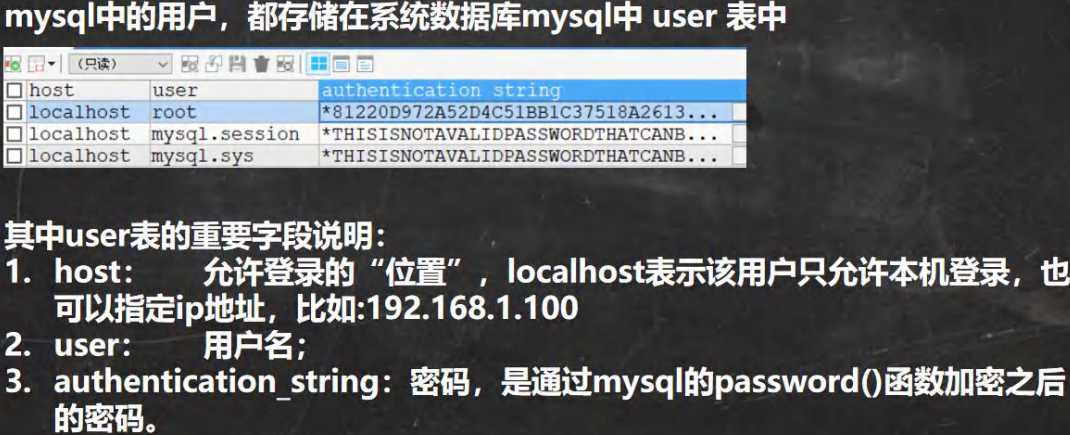 mysql中的用户，都存储在系统数据库mysql中 user 表中
（只读）
host user authentication_string
localhost root *81220D972A52D4C51BB1C37518A2613...
localhost mysql.session *THISISNOTAVALIDPASSWORDTHATCANB...
localhost mysql.sys *THISISNOTAVALIDPASSWORDTHATCANB...
其中user表的重要字段说明：
1. host： 允许登录的“位置”，localhost表示该用户只允许本机登录，也
可以指定ip地址，比如:192.168.1.100
2. user： 用户名；
3. authentication_string：密码，是通过mysql的password()函数加密之后
的密码。